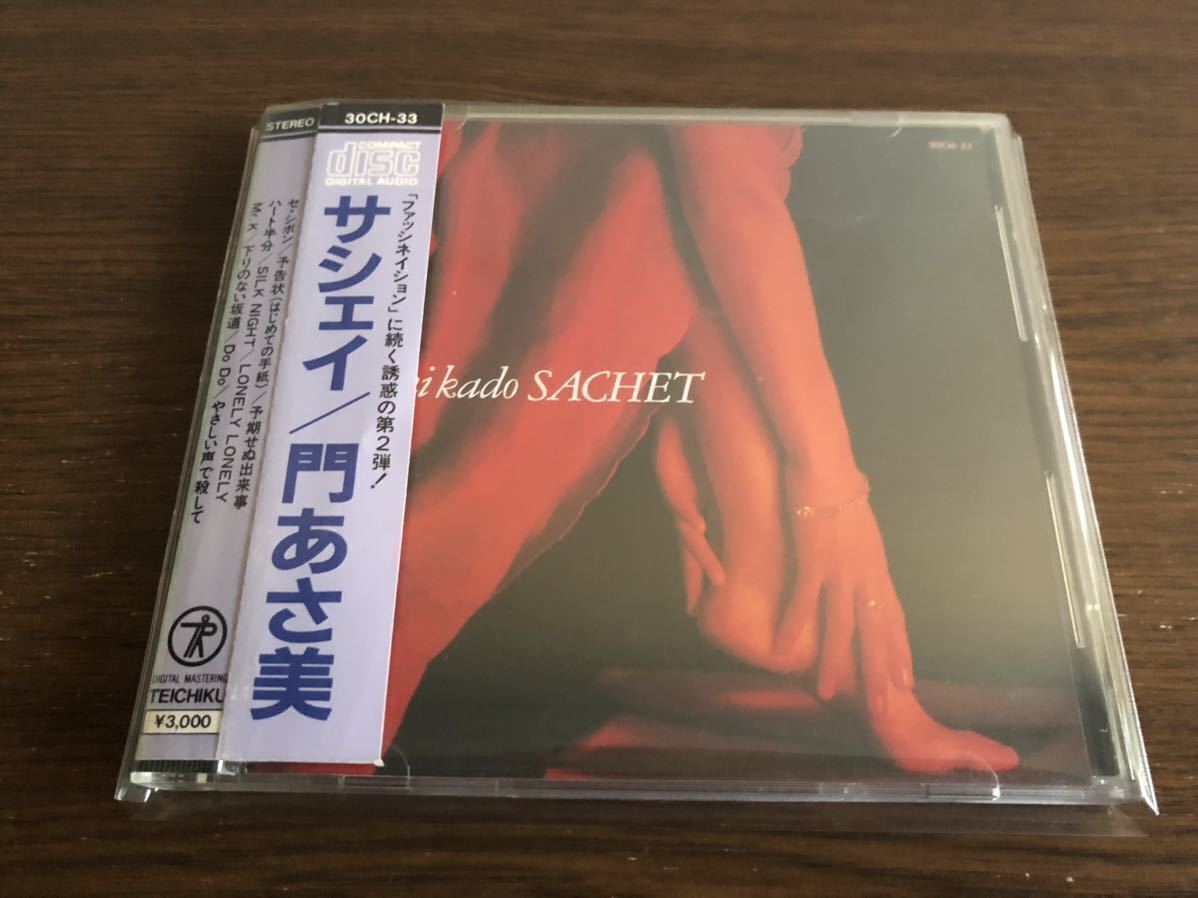 STEREO
セ・シボン/予告状(はじめての手紙)/予期せぬ出来事
ハート半分/SILK NIGHT/LONELY LONELY
Mr. K/下りのない坂道/Do Do/やさしい声で殺して
DIGITAL MASTERING
TEICHIKU
¥3,000
30CH-33
COMPACT
disc
DIGITAL AUDIO
「ファッシネイション」に続く誘惑の第2弾!
サシェイ/門あさ美
30CH-33
kado SACHET